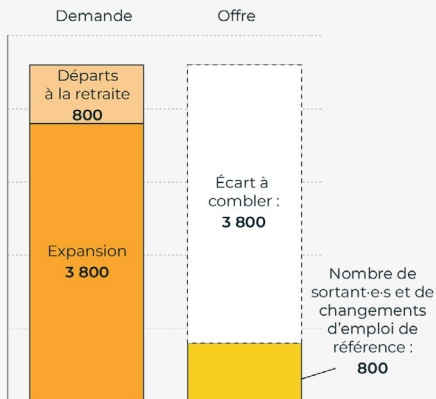 Demande
Offre
Départs
à la retraite
800
Expansion
3 800
Écart à
combler :
3 800
Nombre de
sortant·e·s et de
changements
d'emploi de
référence :
800